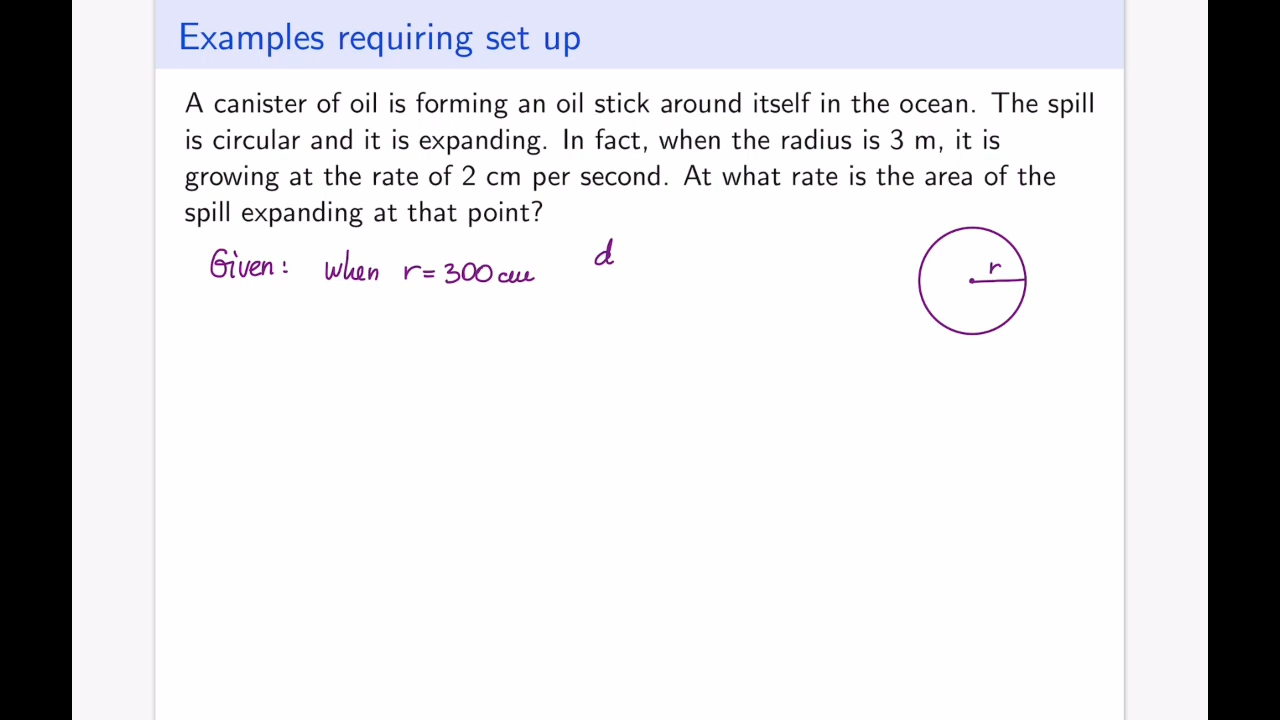 Examples requiring set up
A canister of oil is forming an oil stick around itself in the ocean. The spill
is circular and it is expanding. In fact, when the radius is 3 m, it is
growing at the rate of 2 cm per second. At what rate is the area of the
spill expanding at that point?
Given: when r = 300 cm d
r